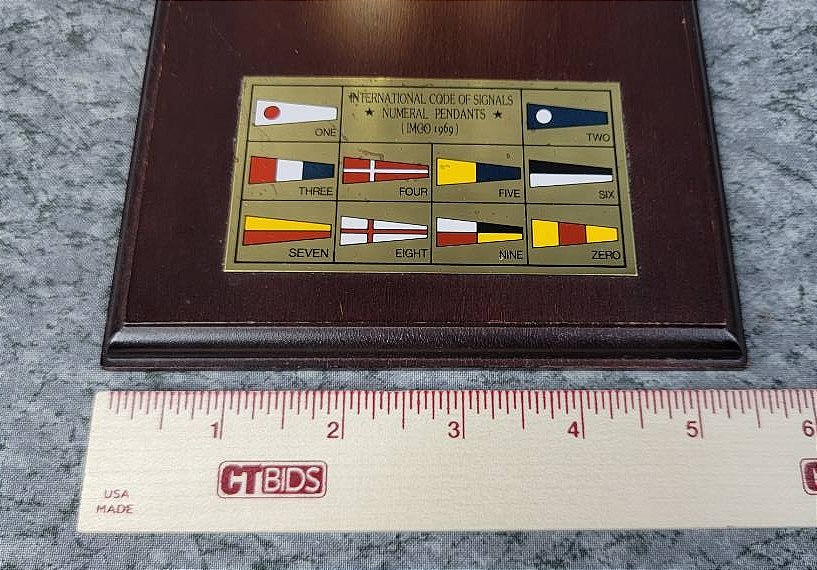 INTERNATIONAL CODE OF SIGNALS
★ NUMERAL PENDANTS ★
(IMCO 1969)
ONE
TWO
THREE
FOUR
FIVE
SIX
SEVEN
EIGHT
NINE
ZERO
1 2 3 4 5 6
CTBIDS
C
USA
MADE